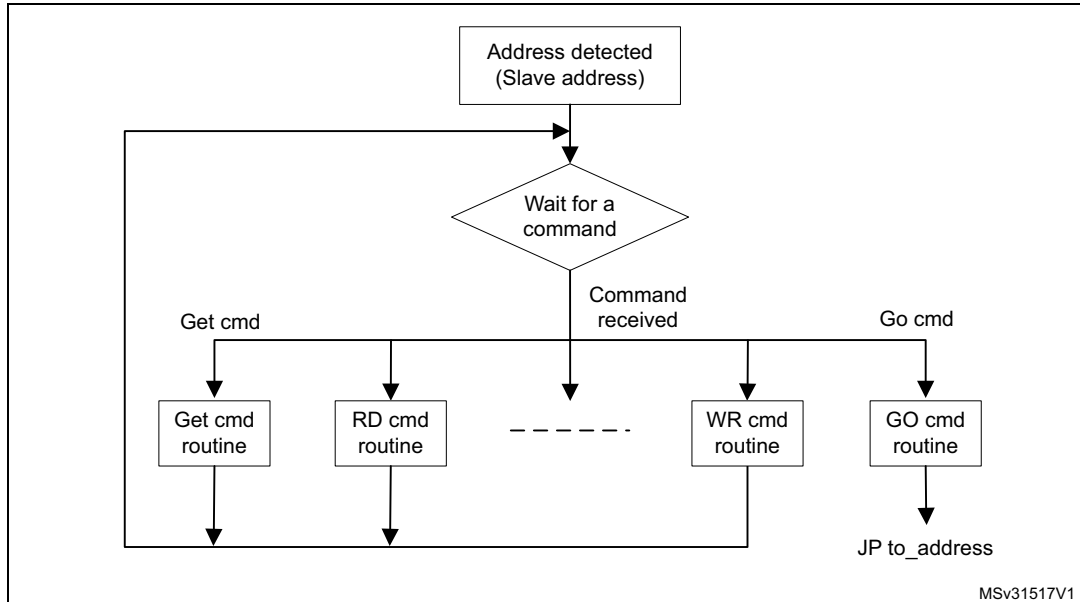 Address detected
(Slave address)
Wait for a
command
Command
received
Get cmd
Go cmd
Get cmd
routine
RD cmd
routine
WR cmd
routine
GO cmd
routine
JP to_address
MSv31517V1